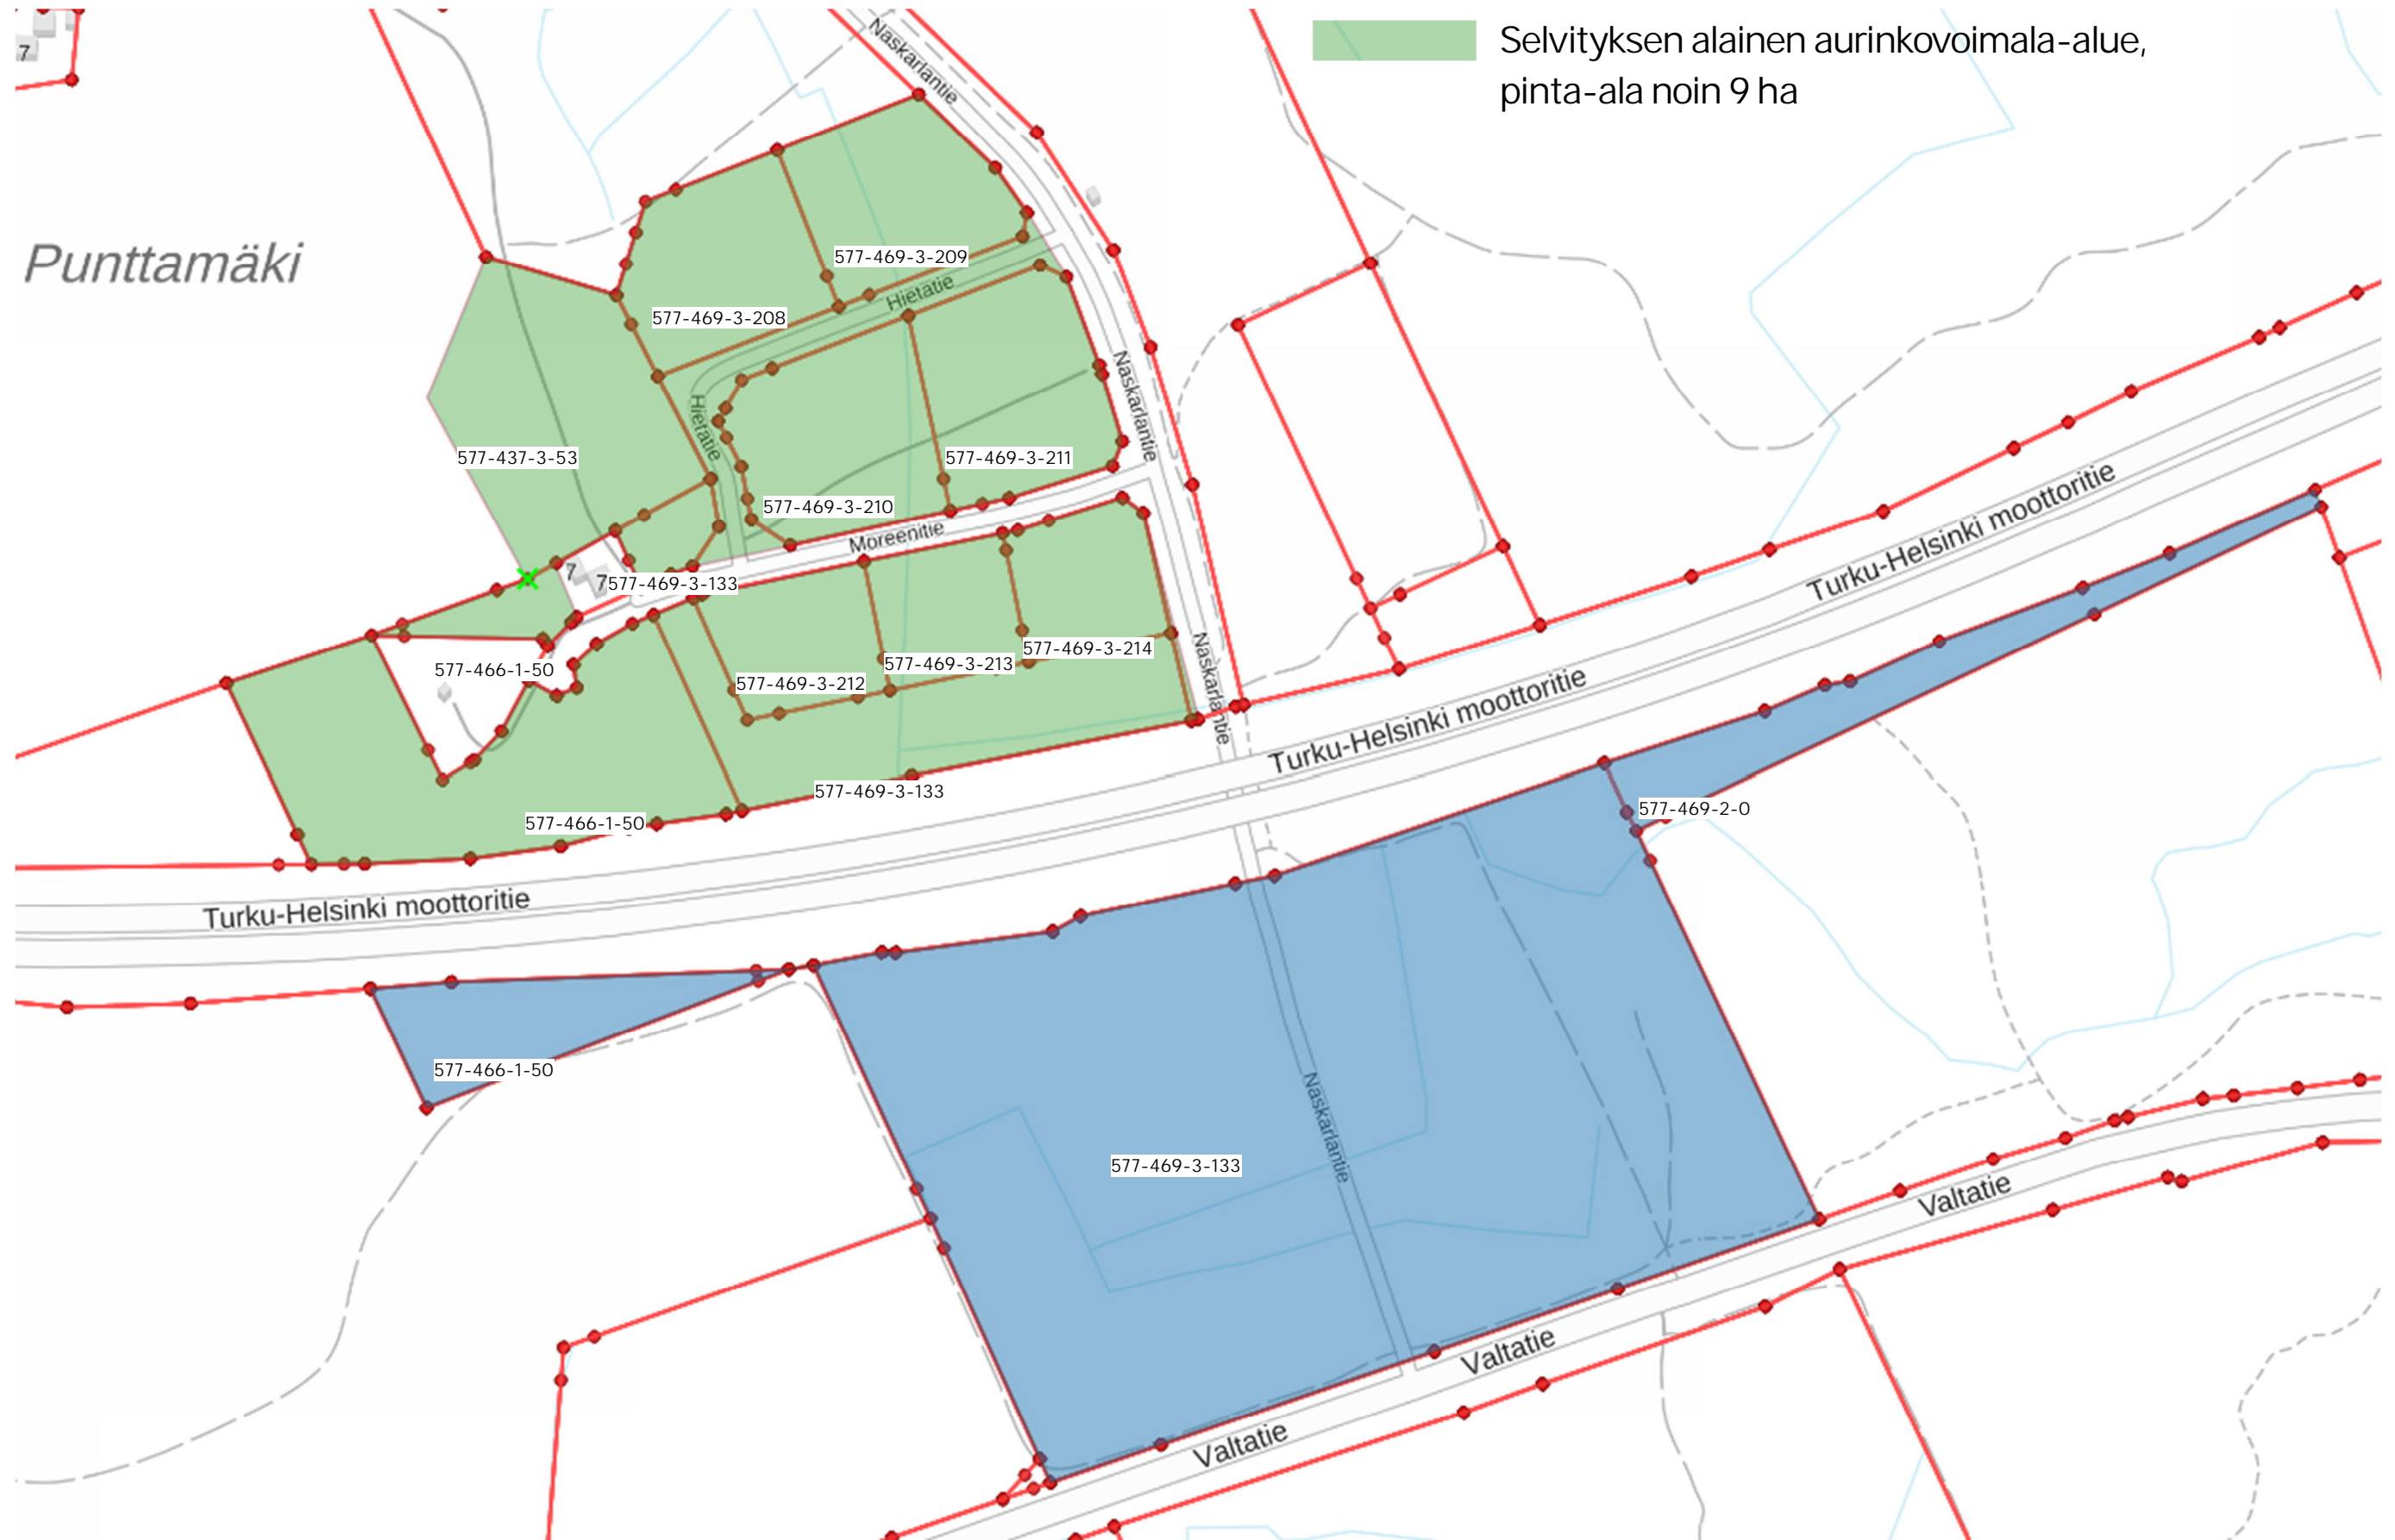 7
Naskarlantie
Selvityksen alainen aurinkovoimala-alue,
pinta-ala noin 9 ha
Punttamäki
577-469-3-209
Hietatie
577-469-3-208
Naskarlantie
Hietatie
577-437-3-53
577-469-3-211
577-469-3-210
Moreenitie
Turku-Helsinki moottoritie
7
7
577-469-3-133
577-466-1-50
577-469-3-214
577-469-3-213
577-469-3-212
Naskarlantie
Turku-Helsinki moottoritie
577-469-3-133
577-466-1-50
577-469-2-0
Turku-Helsinki moottoritie
577-466-1-50
Naskarlantie
577-469-3-133
Valtatie
Valtatie
Valtatie